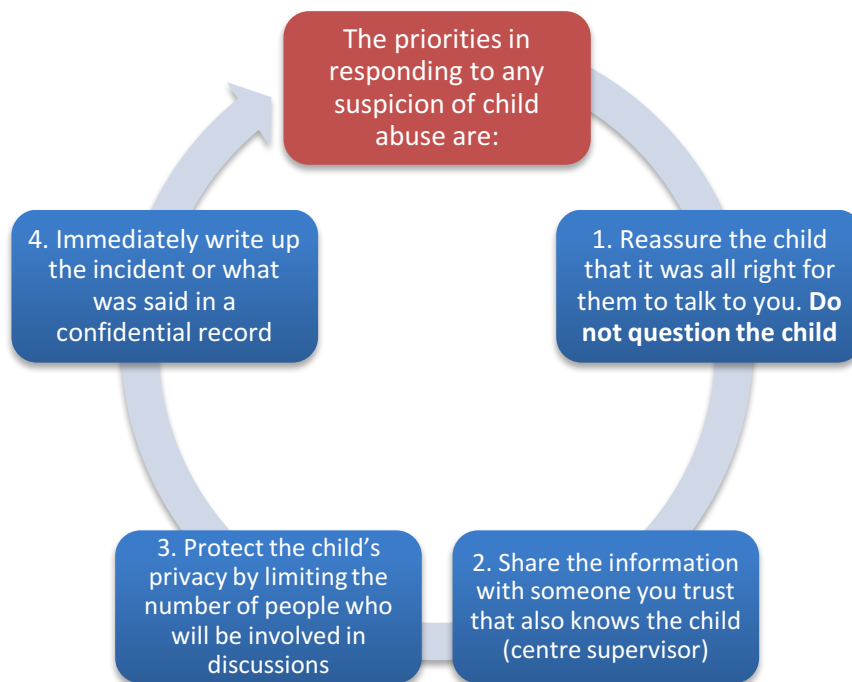 The priorities in
responding to any
suspicion of child
abuse are:
1. Reassure the child
that it was all right for
them to talk to you. Do
not question the child
2. Share the information
with someone you trust
that also knows the child
(centre supervisor)
3. Protect the child’s
privacy by limiting the
number of people who
will be involved in
discussions
4. Immediately write up
the incident or what
was said in a
confidential record